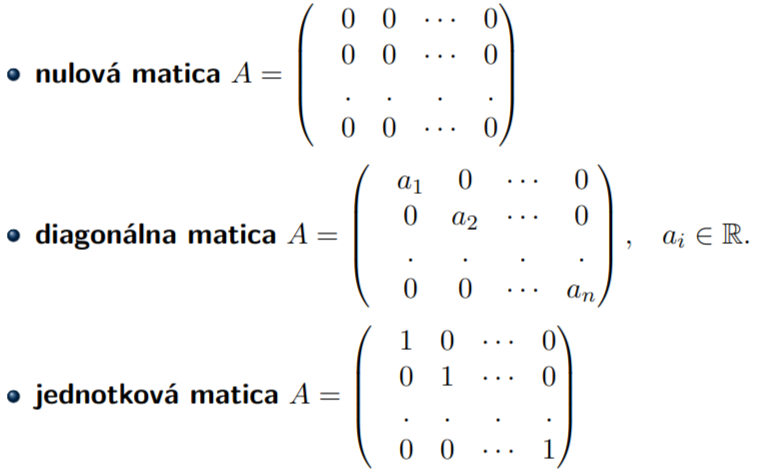 0 0 ··· 0
0 0 ··· 0
• nulová matica A =
. . . .
0 0 ··· 0
a₁ 0 ··· 0
0 a₂ ··· 0
• diagonálna matica A = , aᵢ ∈ ℝ.
. . . .
0 0 ··· aₙ
1 0 ··· 0
0 1 ··· 0
• jednotková matica A =
. . . .
0 0 ··· 1